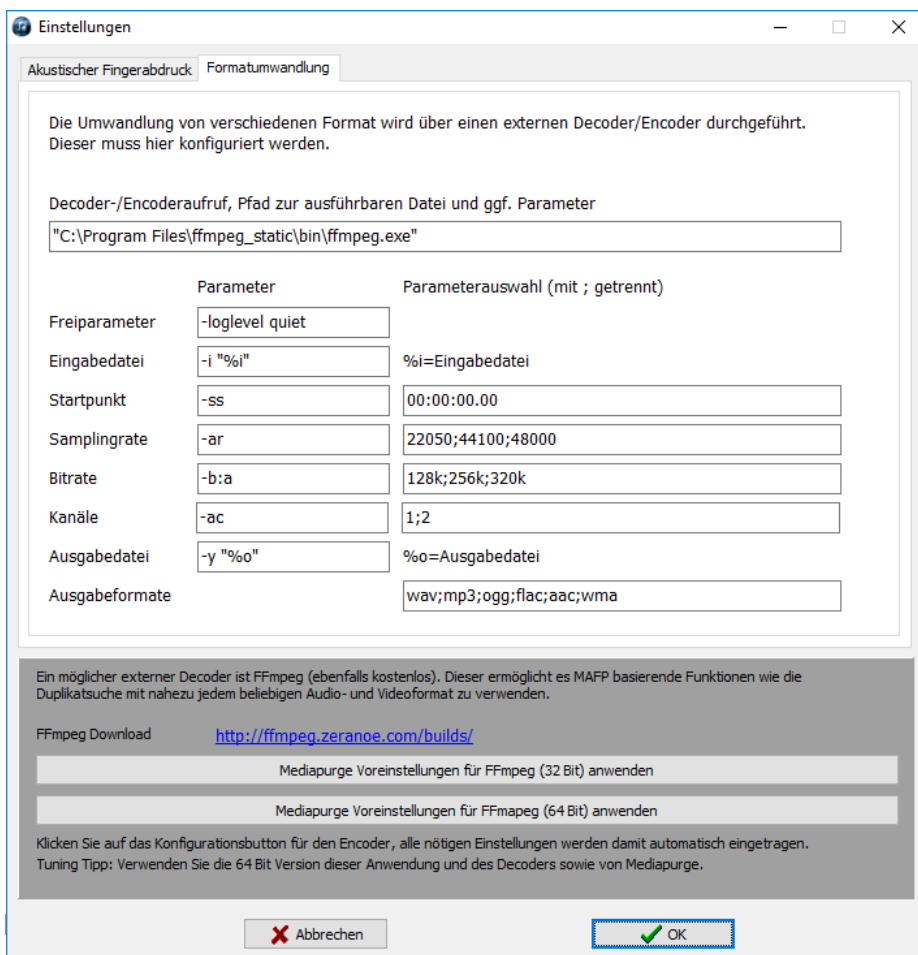 Einstellungen
Akustischer Fingerabdruck Formatumwandlung
Die Umwandlung von verschiedenen Format wird über einen externen Decoder/Encoder durchgeführt.
Dieser muss hier konfiguriert werden.
Decoder-/Encoderaufruf, Pfad zur ausführbaren Datei und ggf. Parameter
"C:\Program Files\ffmpeg_static\bin\ffmpeg.exe"
Parameter Parameterauswahl (mit ; getrennt)
Freiparameter -loglevel quiet
Eingabedatei -i "%i" %i=Eingabedatei
Startpunkt -ss 00:00:00.00
Samplingrate -ar 22050;44100;48000
Bitrate -b:a 128k;256k;320k
Kanäle -ac 1;2
Ausgabedatei -y "%o" %o=Ausgabedatei
Ausgabeformate wav;mp3;ogg;flac;aac;wma
Ein möglicher externer Decoder ist FFmpeg (ebenfalls kostenlos). Dieser ermöglicht es MAFP basierende Funktionen wie die
Duplikatsuche mit nahezu jedem beliebigen Audio- und Videoformat zu verwenden.
FFmpeg Download http://ffmpeg.zeranoe.com/builds/
Mediapurge Voreinstellungen für FFmpeg (32 Bit) anwenden
Mediapurge Voreinstellungen für FFmapeg (64 Bit) anwenden
Klicken Sie auf das Konfigurationsbutton für den Encoder, alle nötigen Einstellungen werden damit automatisch eingetragen.
Tuning Tipp: Verwenden Sie die 64 Bit Version dieser Anwendung und des Decoders sowie von Mediapurge.
Abbrechen OK